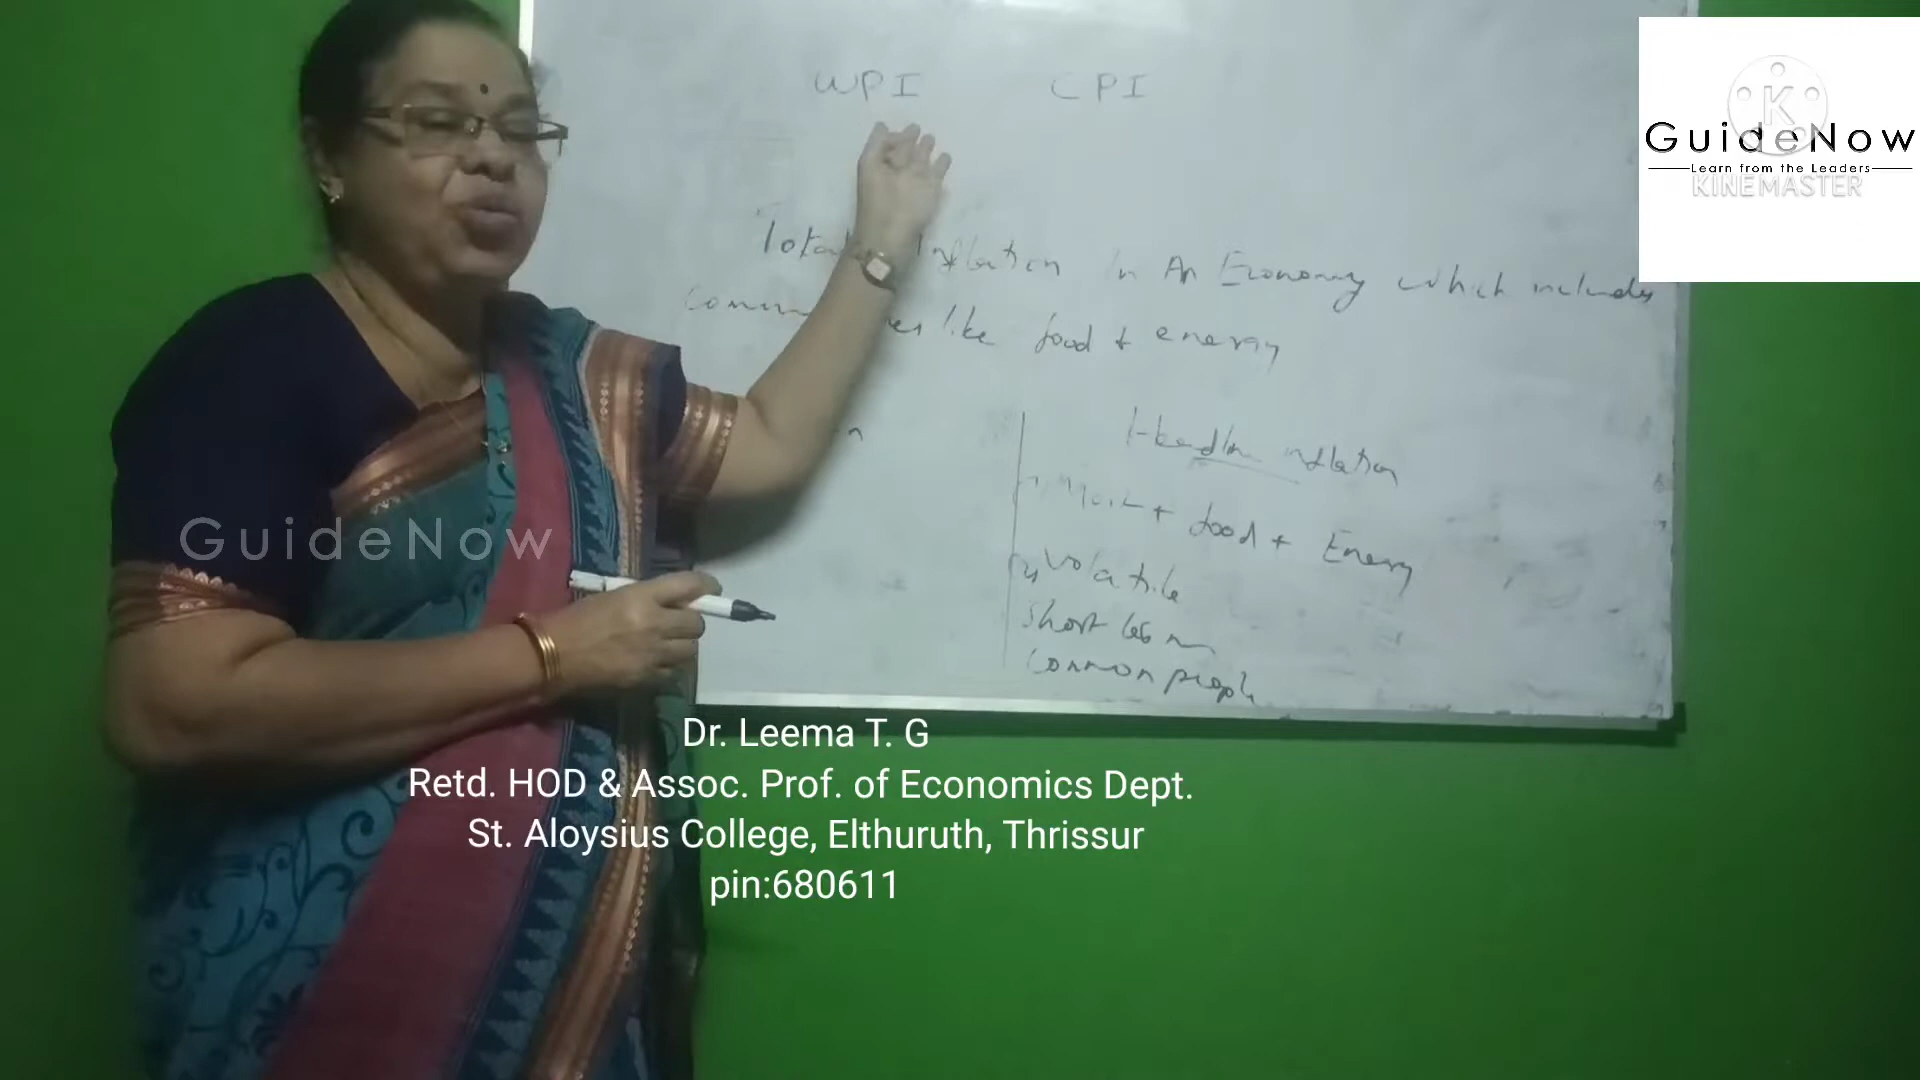 WPI CPI
Total Inflation In An Economy which includes
like food + energy
Headline inflation
+ food + Energy
Volatile
Short term
Common people
K
GuideNow
Learn from the Leaders
KINEMASTER
GuideNow
Dr. Leema T. G
Retd. HOD & Assoc. Prof. of Economics Dept.
St. Aloysius College, Elthuruth, Thrissur
pin:680611